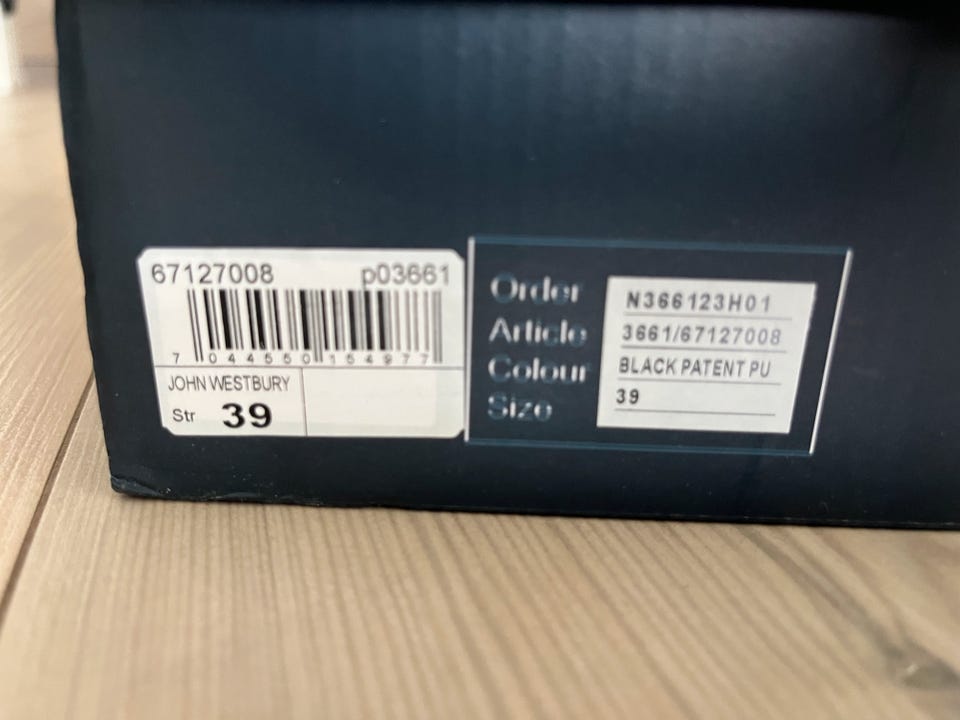 67127008 p03661
7 044550 154977
JOHN WESTBURY
Str 39
Order N366123H01
Article 3661/67127008
Colour BLACK PATENT PU
Size 39